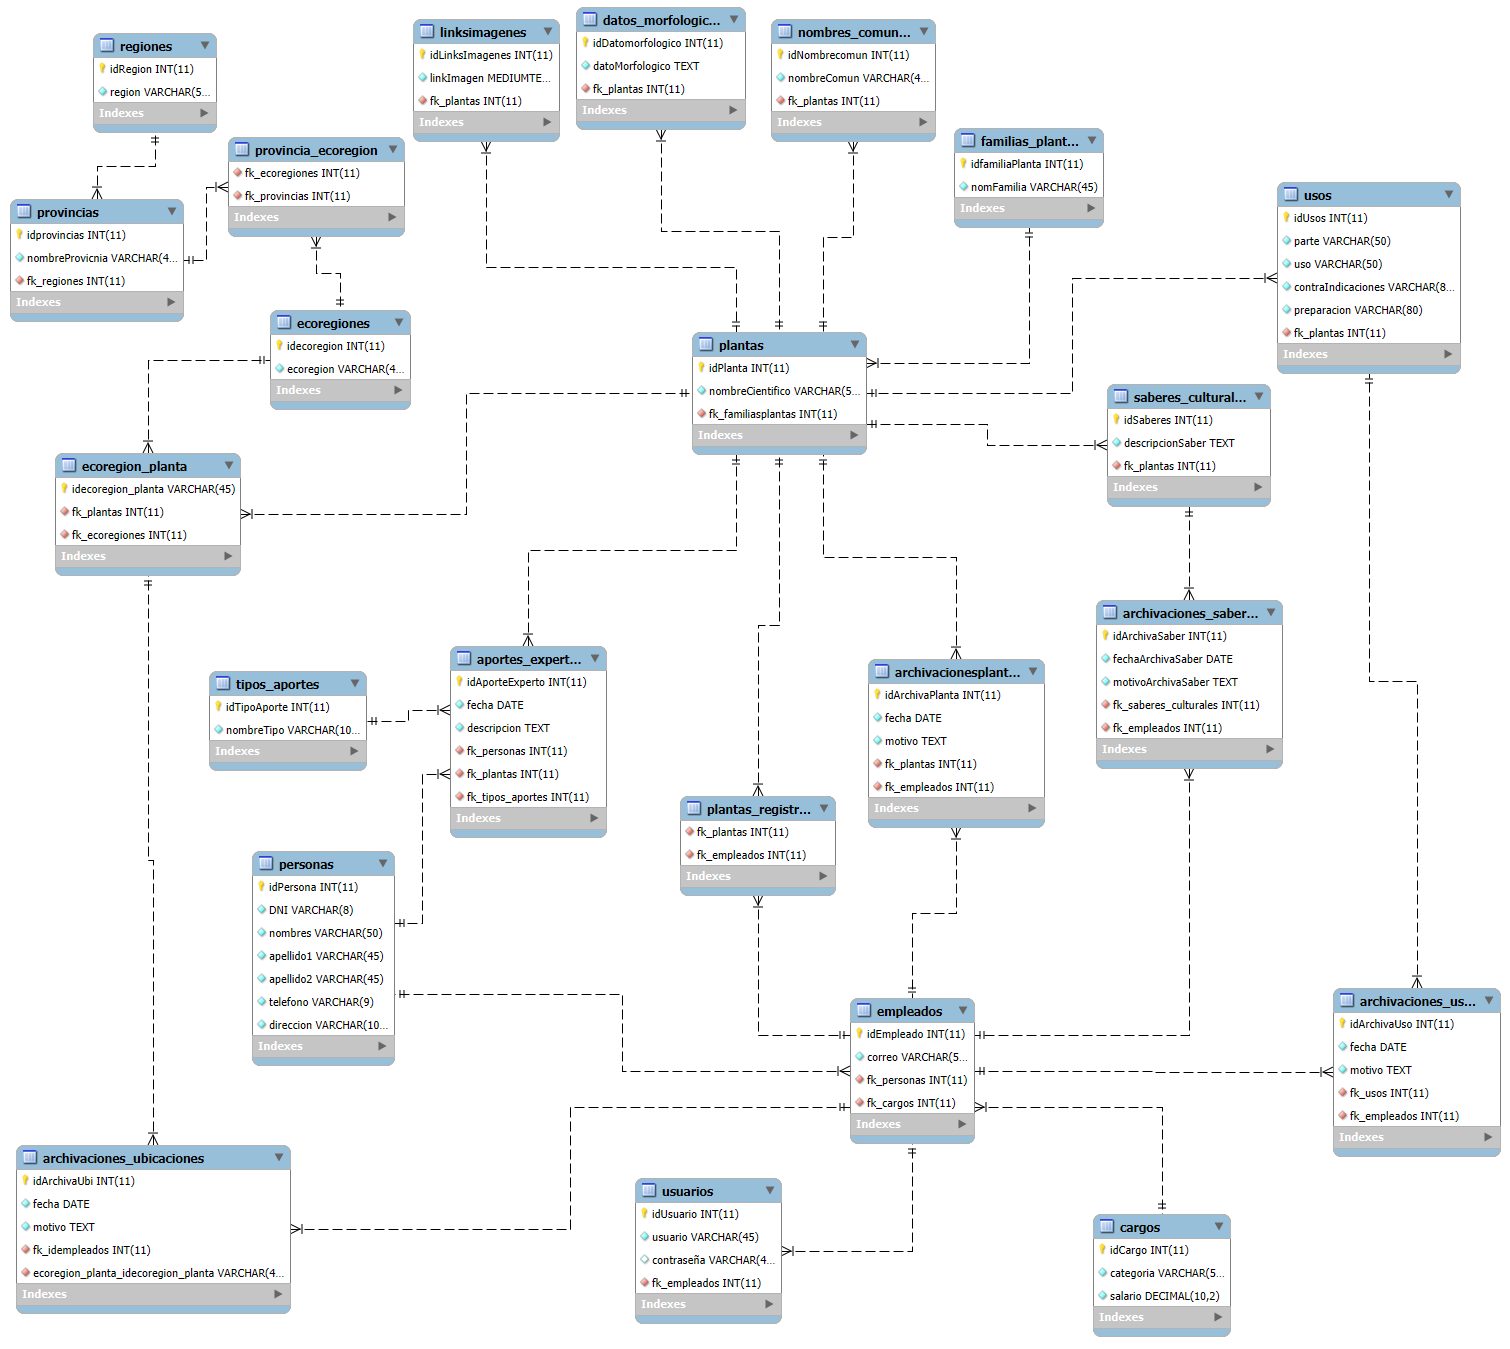 regiones
idRegion INT(11)
region VARCHAR(5...
Indexes
linksimagenes
idLinksImagenes INT(11)
linkImagen MEDIUMTE...
fk_plantas INT(11)
Indexes
datos_morfologic...
idDatomorfologico INT(11)
datoMorfologico TEXT
fk_plantas INT(11)
Indexes
nombres_comun...
idNombrecomun INT(11)
nombreComun VARCHAR(4...
fk_plantas INT(11)
Indexes
provincia_ecoregion
fk_ecoregiones INT(11)
fk_provincias INT(11)
Indexes
familias_plant...
idfamiliaPlanta INT(11)
nomFamilia VARCHAR(45)
Indexes
provincias
idprovincias INT(11)
nombreProvicnia VARCHAR(4...
fk_regiones INT(11)
Indexes
usos
idUsos INT(11)
parte VARCHAR(50)
uso VARCHAR(50)
contraIndicaciones VARCHAR(8...
preparacion VARCHAR(80)
fk_plantas INT(11)
Indexes
ecoregiones
idecoregion INT(11)
ecoregion VARCHAR(4...
Indexes
plantas
idPlanta INT(11)
nombreCientifico VARCHAR(5...
fk_familiasplantas INT(11)
Indexes
saberes_cultural...
idSaberes INT(11)
descripcionSaber TEXT
fk_plantas INT(11)
Indexes
ecoregion_planta
idecoregion_planta VARCHAR(45)
fk_plantas INT(11)
fk_ecoregiones INT(11)
Indexes
archivaciones_saber...
idArchivaSaber INT(11)
fechaArchivaSaber DATE
motivoArchivaSaber TEXT
fk_saberes_culturales INT(11)
fk_empleados INT(11)
Indexes
tipos_aportes
idTipoAporte INT(11)
nombreTipo VARCHAR(10...
Indexes
aportes_expert...
idAporteExperto INT(11)
fecha DATE
descripcion TEXT
fk_personas INT(11)
fk_plantas INT(11)
fk_tipos_aportes INT(11)
Indexes
archivacionesplant...
idArchivaPlanta INT(11)
fecha DATE
motivo TEXT
fk_plantas INT(11)
fk_empleados INT(11)
Indexes
plantas_registr...
fk_plantas INT(11)
fk_empleados INT(11)
Indexes
personas
idPersona INT(11)
DNI VARCHAR(8)
nombres VARCHAR(50)
apellido1 VARCHAR(45)
apellido2 VARCHAR(45)
telefono VARCHAR(9)
direccion VARCHAR(10...
Indexes
empleados
idEmpleado INT(11)
correo VARCHAR(5...
fk_personas INT(11)
fk_cargos INT(11)
Indexes
archivaciones_us...
idArchivaUso INT(11)
fecha DATE
motivo TEXT
fk_usos INT(11)
fk_empleados INT(11)
Indexes
archivaciones_ubicaciones
idArchivaUbi INT(11)
fecha DATE
motivo TEXT
fk_idempleados INT(11)
ecoregion_planta_idecoregion_planta VARCHAR(4...
Indexes
usuarios
idUsuario INT(11)
usuario VARCHAR(45)
contraseña VARCHAR(4...
fk_empleados INT(11)
Indexes
cargos
idCargo INT(11)
categoria VARCHAR(5...
salario DECIMAL(10,2)
Indexes